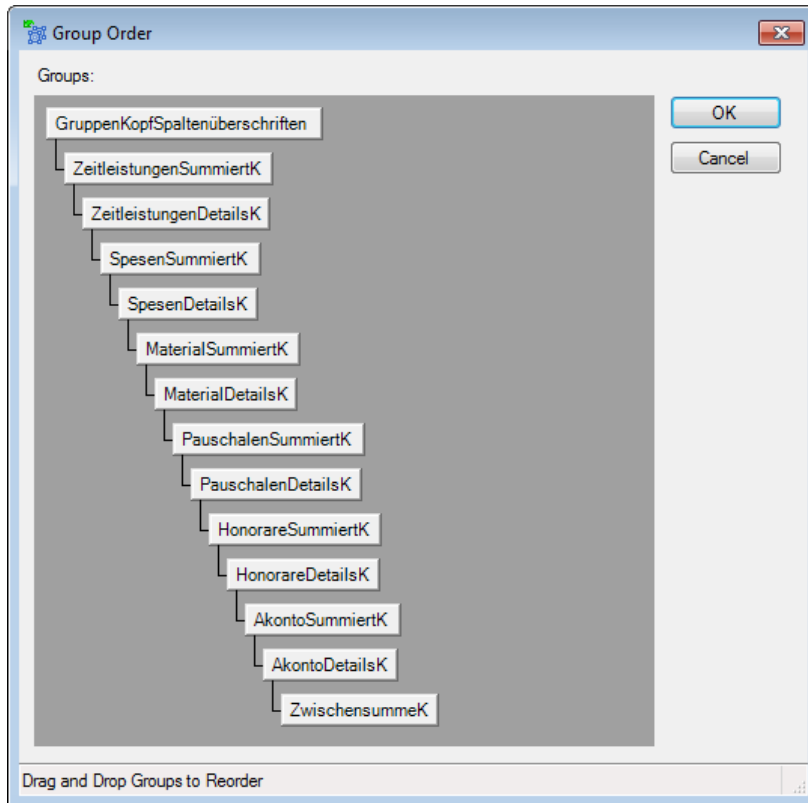 Group Order
Groups:
GruppenKopfSpaltenüberschriften
OK
ZeitleistungenSummiertK
Cancel
ZeitleistungenDetailsK
SpesenSummiertK
SpesenDetailsK
MaterialSummiertK
MaterialDetailsK
PauschalenSummiertK
PauschalenDetailsK
HonorareSummiertK
HonorareDetailsK
AkontoSummiertK
AkontoDetailsK
ZwischensummeK
Drag and Drop Groups to Reorder